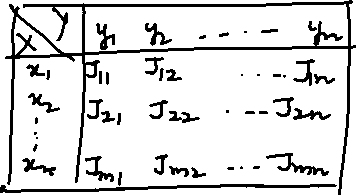 X Y y₁ y₂ ----- yₙ
x₁ J₁₁ J₁₂ ---- J₁ₙ
x₂ J₂₁ J₂₂ ---- J₂ₙ
⋮
xₘ Jₘ₁ Jₘ₂ ---- Jₘₙ